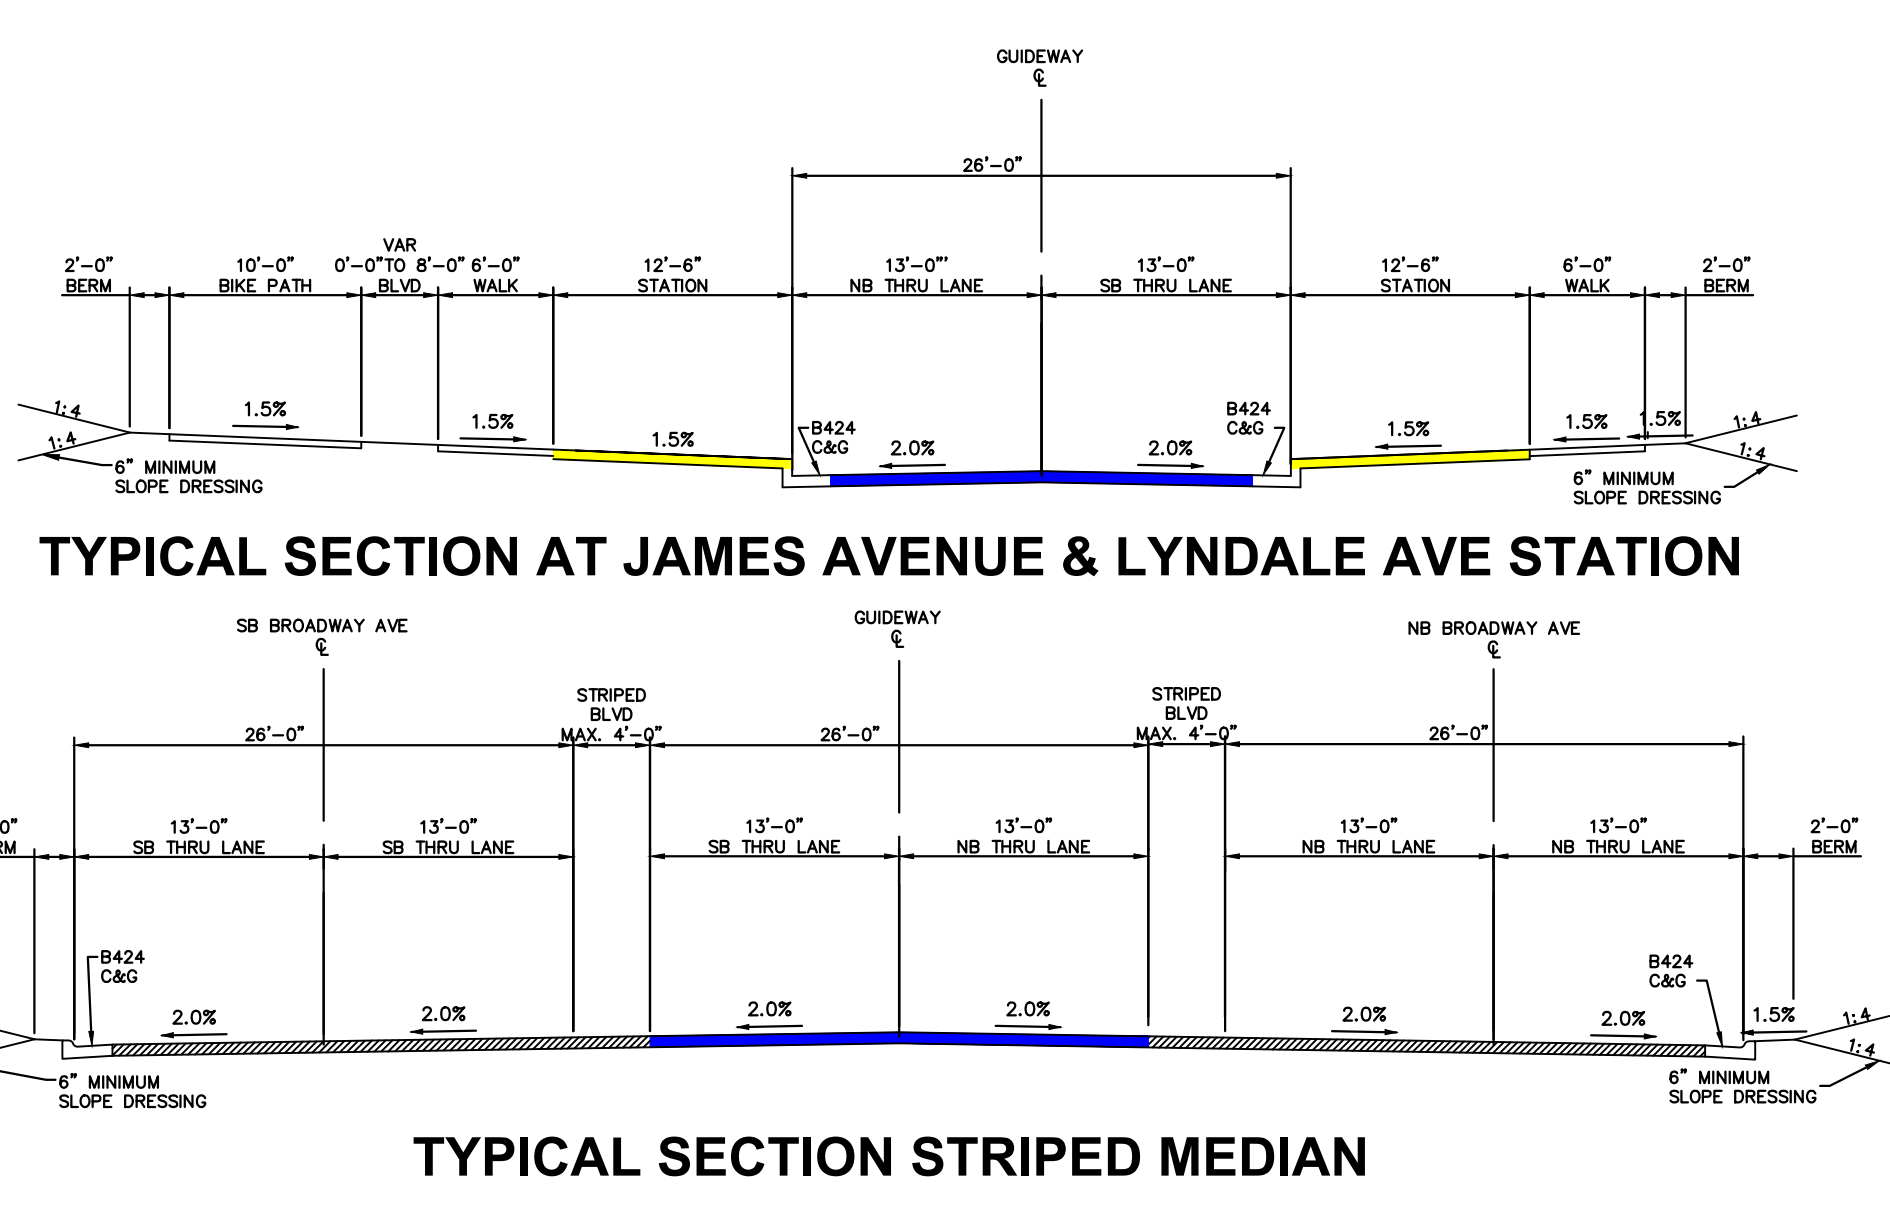 GUIDEWAY
℄
26'-0"
VAR
2'-0" 10'-0" 0'-0"TO 8'-0" 6'-0" 12'-6" 13'-0"' 13'-0" 12'-6" 6'-0" 2'-0"
BERM BIKE PATH BLVD WALK STATION NB THRU LANE SB THRU LANE STATION WALK BERM
1:4 1.5% 1.5% 1.5% B424 2.0% 2.0% B424 1.5% 1.5% 1.5% 1:4
1:4 C&G C&G 1:4
6" MINIMUM 6" MINIMUM
SLOPE DRESSING SLOPE DRESSING
TYPICAL SECTION AT JAMES AVENUE & LYNDALE AVE STATION
SB BROADWAY AVE GUIDEWAY NB BROADWAY AVE
℄ ℄ ℄
STRIPED STRIPED
BLVD BLVD
26'-0" MAX. 4'-0" 26'-0" MAX. 4'-0" 26'-0"
0" 13'-0" 13'-0" 13'-0" 13'-0" 13'-0" 13'-0" 2'-0"
RM SB THRU LANE SB THRU LANE SB THRU LANE NB THRU LANE NB THRU LANE NB THRU LANE BERM
B424 B424
C&G C&G
2.0% 2.0% 2.0% 2.0% 2.0% 2.0% 1.5% 1:4
1:4
6" MINIMUM 6" MINIMUM
SLOPE DRESSING SLOPE DRESSING
TYPICAL SECTION STRIPED MEDIAN